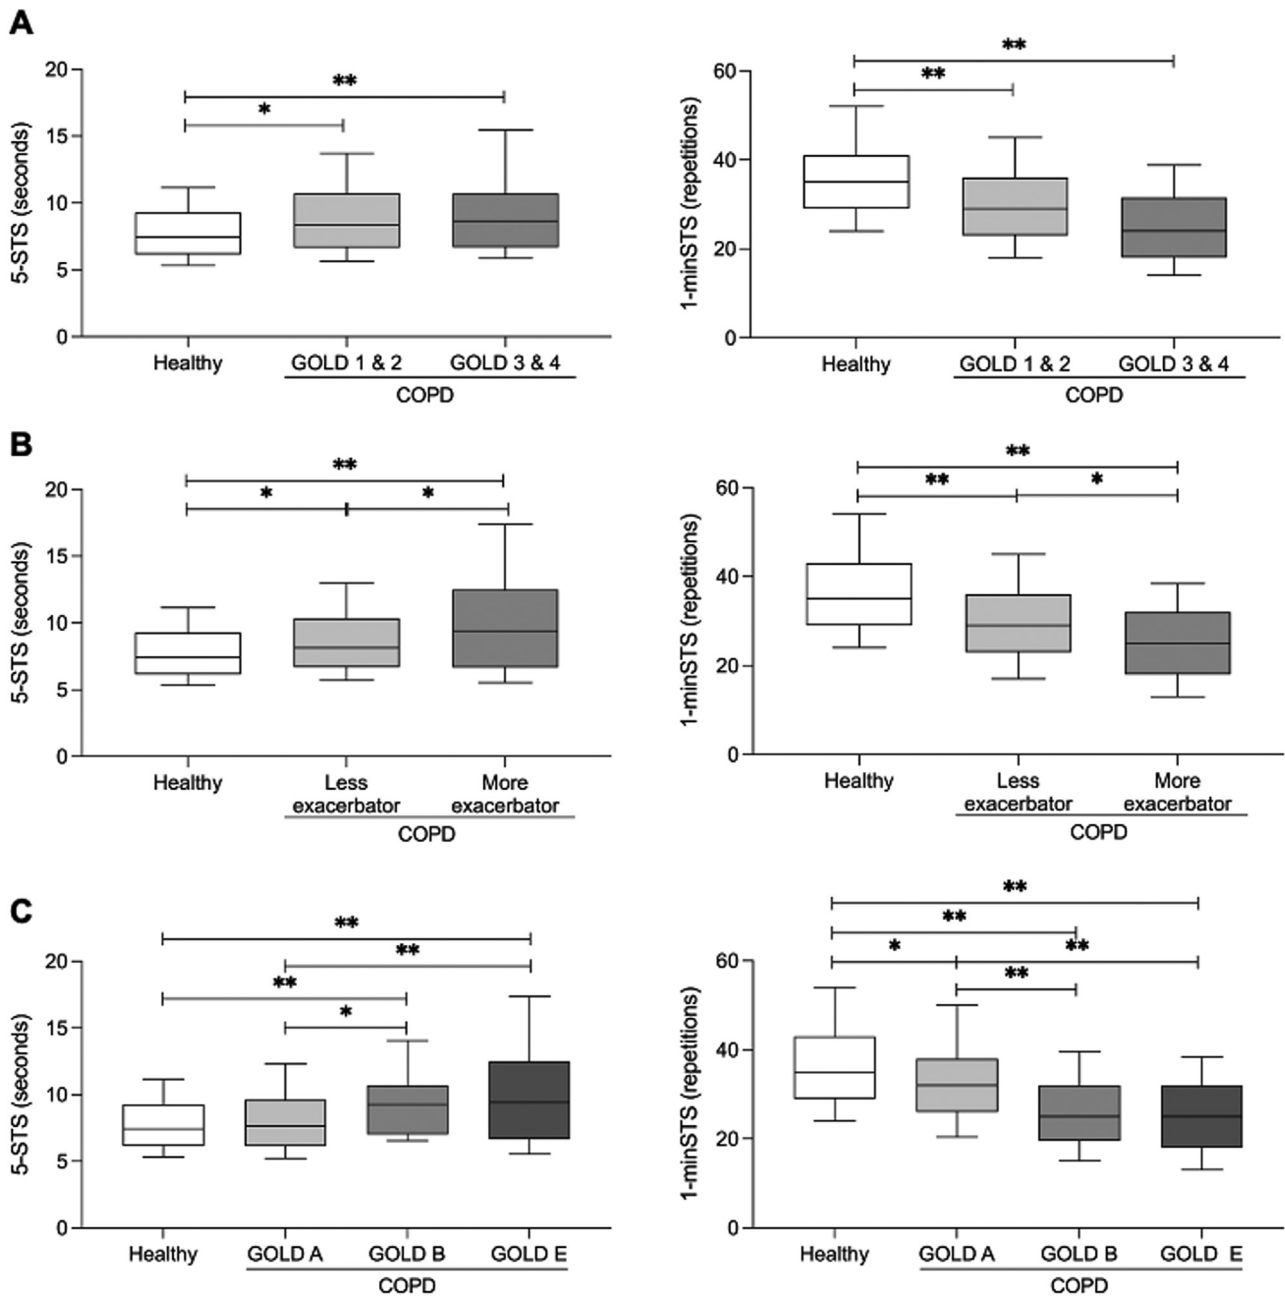 A
5-STS (seconds)
20
15
10
5
0
**
*
Healthy
GOLD 1 & 2
GOLD 3 & 4
COPD
1-minSTS (repetitions)
60
40
20
0
**
**
Healthy
GOLD 1 & 2
GOLD 3 & 4
COPD
B
5-STS (seconds)
20
15
10
5
0
**
*
*
Healthy
Less
exacerbator
More
exacerbator
COPD
1-minSTS (repetitions)
60
40
20
0
**
**
*
Healthy
Less
exacerbator
More
exacerbator
COPD
C
5-STS (seconds)
20
15
10
5
0
**
**
**
*
Healthy
GOLD A
GOLD B
GOLD E
COPD
1-minSTS (repetitions)
60
40
20
0
**
**
*
**
**
Healthy
GOLD A
GOLD B
GOLD E
COPD